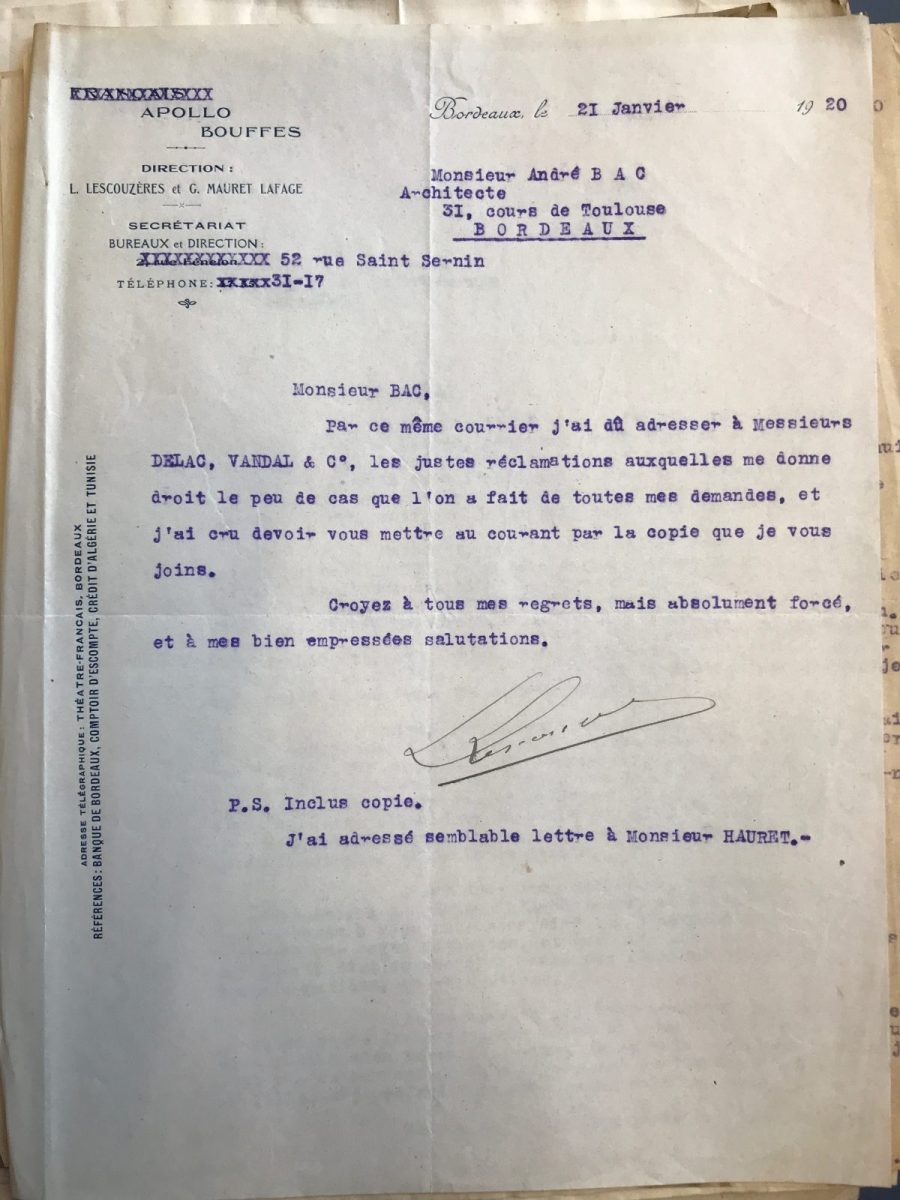 FRANÇAIS
APOLLO
BOUFFES
DIRECTION :
L. LESCOUZÈRES et G. MAURET LAFAGE
SECRÉTARIAT
BUREAUX et DIRECTION :
XXXXXXXXXXXX 52 rue Saint Sernin
TÉLÉPHONE: XXXXX 31-17
Bordeaux, le 21 Janvier 1920
Monsieur André B A C
Architecte
31, cours de Toulouse
B O R D E A U X
Monsieur BAC,
Par ce même courrier j'ai dû adresser à Messieurs
DELAC, VANDAL & C°, les justes réclamations auxquelles me donne
droit le peu de cas que l'on a fait de toutes mes demandes, et
j'ai cru devoir vous mettre au courant par la copie que je vous
joins.
Croyez à tous mes regrets, mais absolument forcé,
et à mes bien empressées salutations.
P.S. Inclus copie.
J'ai adressé semblable lettre à Monsieur HAURET.-
ADRESSE TÉLÉGRAPHIQUE : THÉATRE-FRANÇAIS, BORDEAUX
RÉFÉRENCES : BANQUE DE BORDEAUX, COMPTOIR D'ESCOMPTE, CRÉDIT D'ALGÉRIE ET TUNISIE